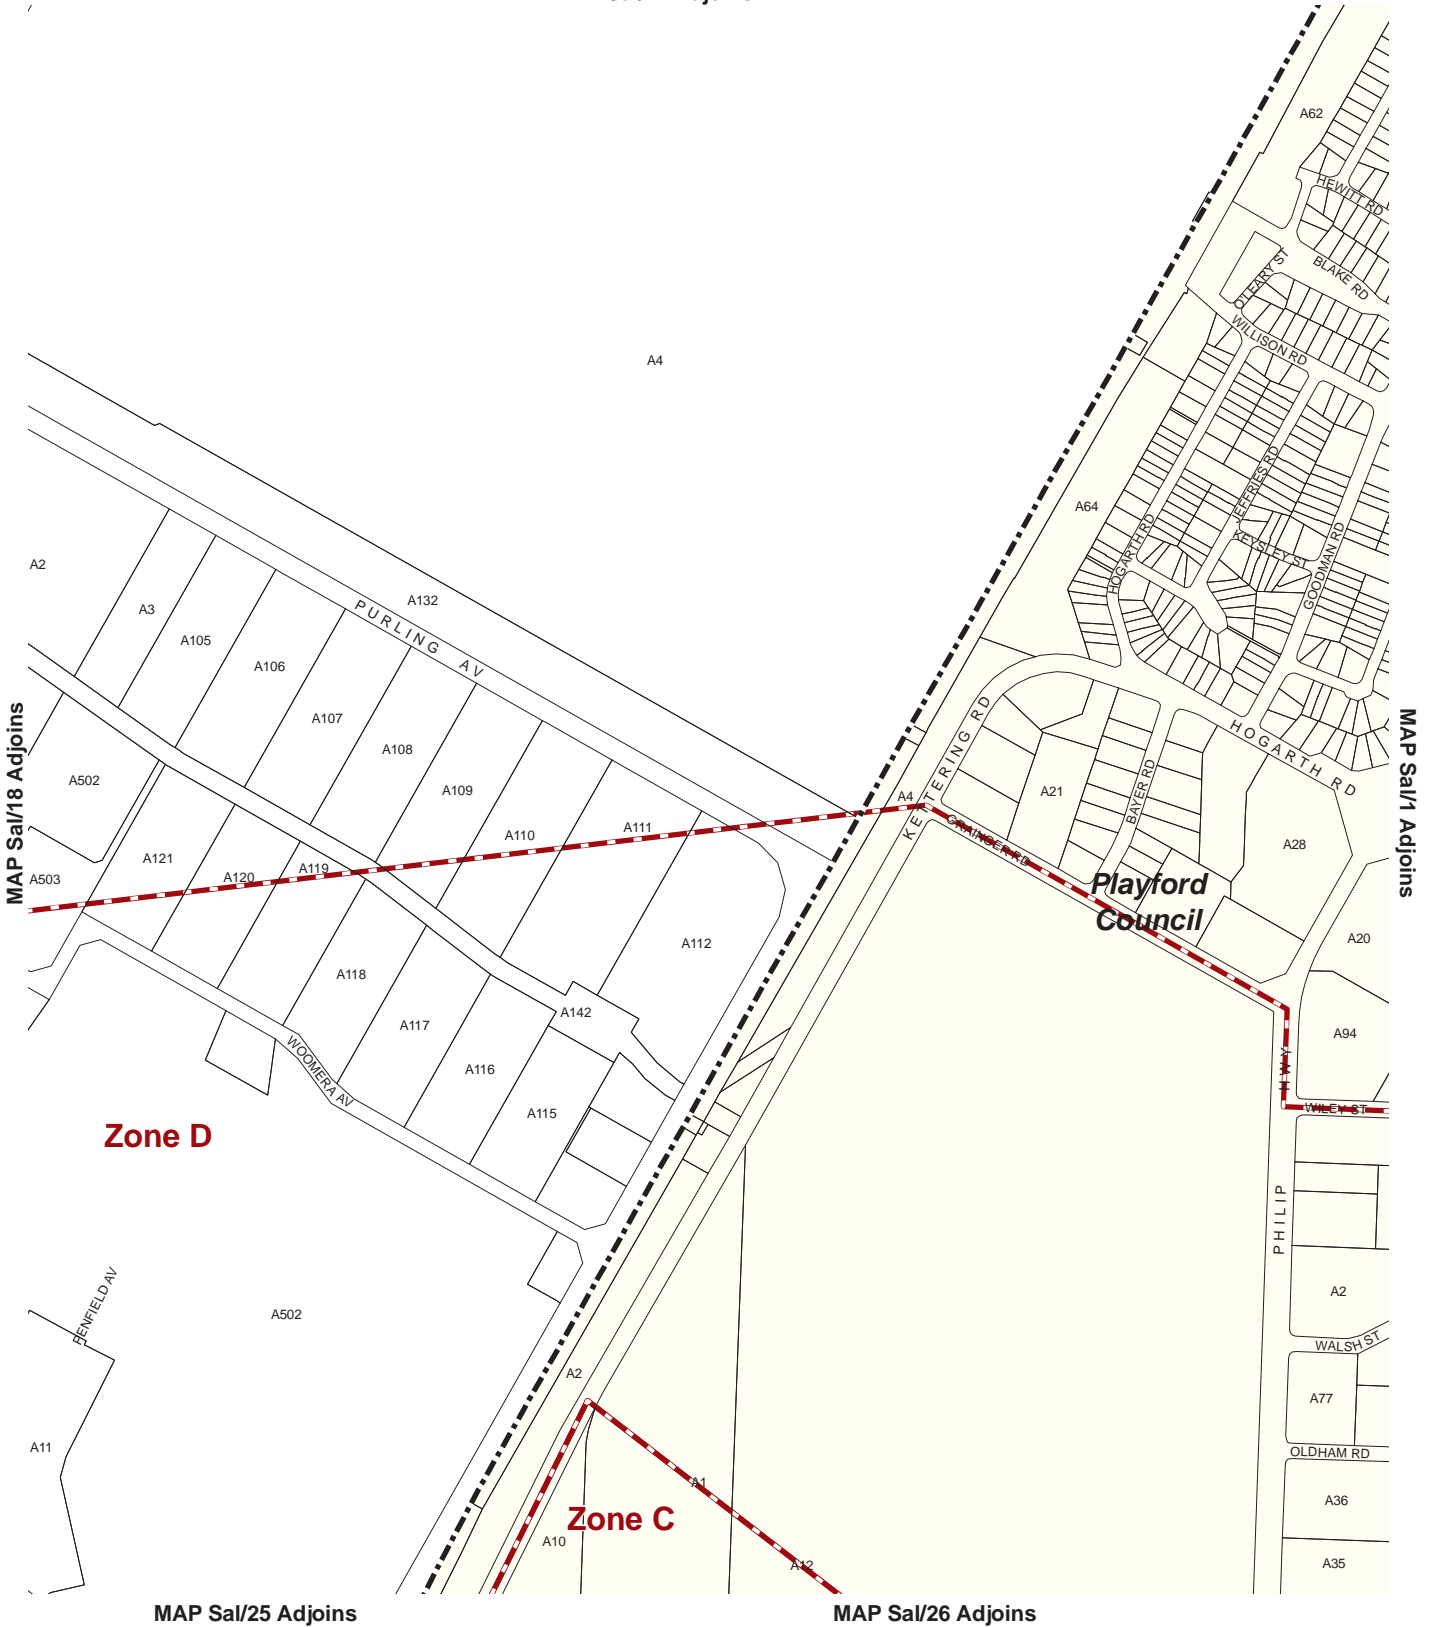 A62
HEWITT RD
BLAKE RD
O'LEARY ST
WILLISON RD
A4
A64
JEFFRIES RD
KEYSLEY ST
HOGARTH RD
GOODMAN RD
A2
A3
A132
PURLING AV
A105
A106
A107
A108
A109
A110
A111
A4
KETTERING RD
HOGARTH RD
BAYER RD
A21
GRAINGER RD
A28
MAP Sal/18 Adjoins
MAP Sal/1 Adjoins
A502
A503
A121
A120
A119
Playford
Council
A20
A112
A118
A142
A117
A94
WOOMERA AV
A116
HWY
A115
WILEY ST
Zone D
PHILIP
PENFIELD AV
A502
A2
WALSH ST
A2
A77
A11
OLDHAM RD
A1
A36
Zone C
A10
A12
A35
MAP Sal/25 Adjoins
MAP Sal/26 Adjoins